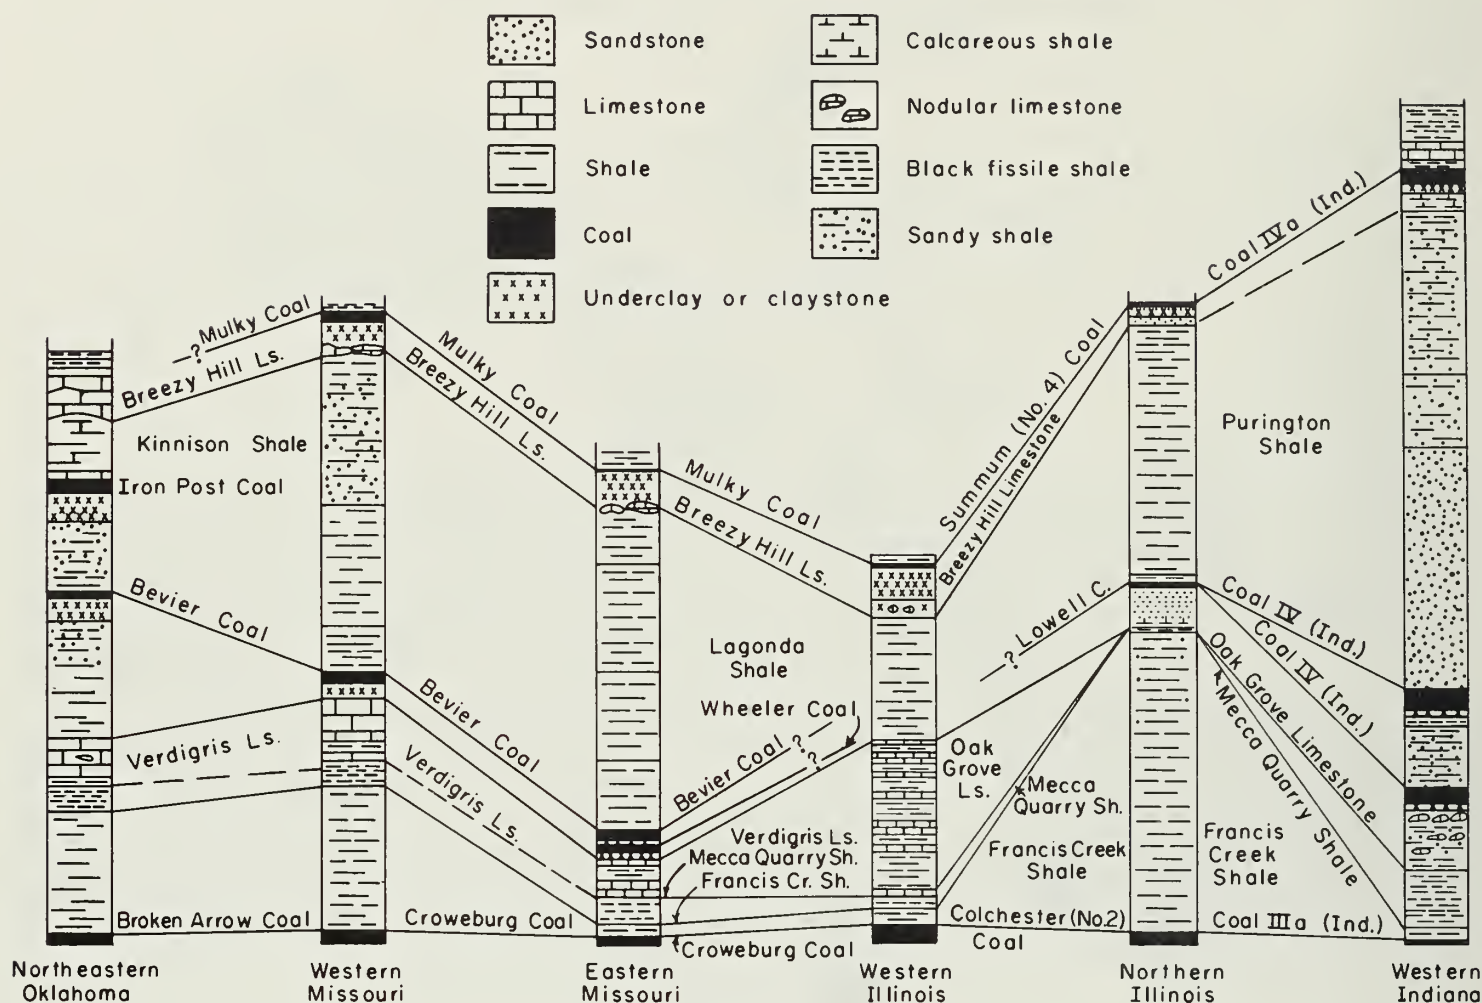 Sandstone
Limestone
Shale
Coal
Underclay or claystone
Calcareous shale
Nodular limestone
Black fissile shale
Sandy shale
?
Mulky Coal
Breezy Hill Ls.
Kinnison Shale
Iron Post Coal
Bevier Coal
Verdigris Ls.
Broken Arrow Coal
Mulky Coal
Breezy Hill Ls.
Bevier Coal
Verdigris Ls.
Croweburg Coal
Mulky Coal
Breezy Hill Ls.
Lagonda
Shale
Wheeler Coal
Bevier Coal ?
?
Verdigris Ls.
Mecca Quarry Sh.
Francis Cr. Sh.
Croweburg Coal
Summum (No. 4) Coal
Breezy Hill Limestone
? Lowell C.
Oak
Grove
Ls.
Mecca
Quarry Sh.
Francis Creek
Shale
Colchester (No.2)
Coal
Coal IVa (Ind.)
Purington
Shale
Coal IV (Ind.)
Coal IV (Ind.)
Oak Grove Limestone
Mecca Quarry Shale
Francis
Creek
Shale
Coal IIIa (Ind.)
Northeastern
Oklahoma
Western
Missouri
Eastern
Missouri
Western
Illinois
Northern
Illinois
Western
Indiana